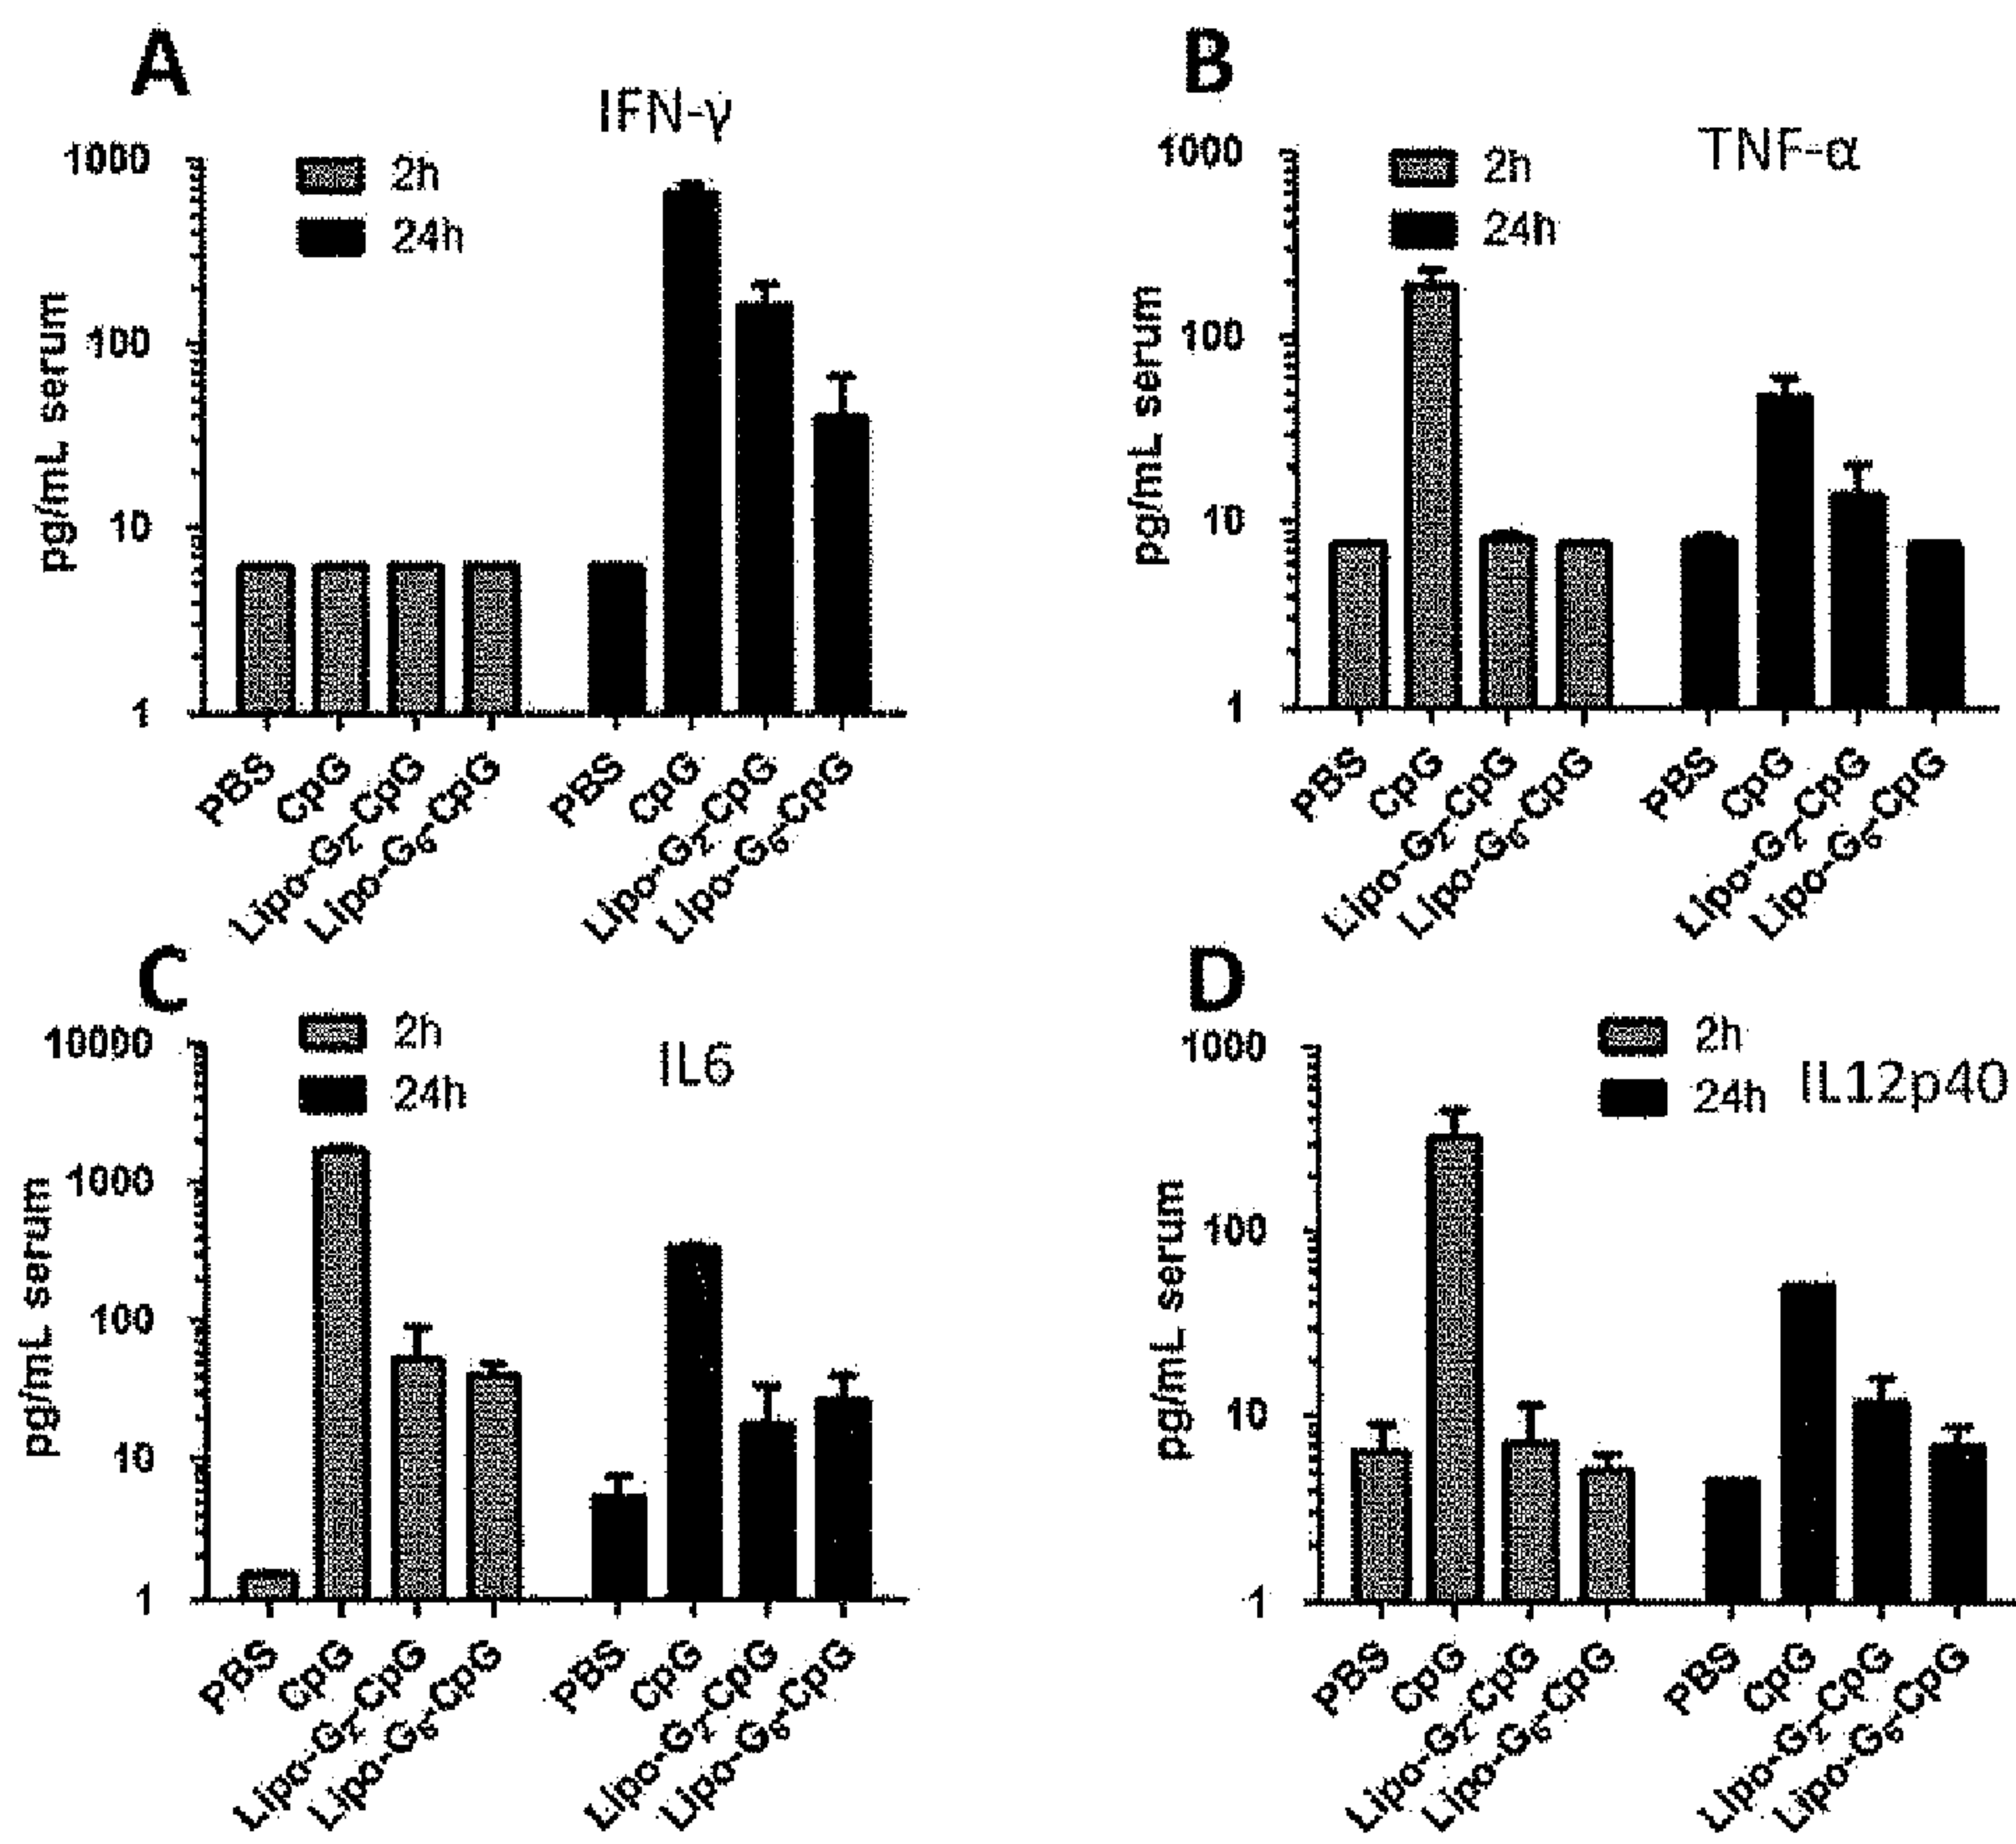 A
IFN-γ
1000
100
10
1
pg/mL serum
2h
24h
PBS
CpG
Lipo-G2-CpG
Lipo-G6-CpG
PBS
CpG
Lipo-G2-CpG
Lipo-G6-CpG
B
TNF-α
1000
100
10
1
pg/mL serum
2h
24h
PBS
CpG
Lipo-G2-CpG
Lipo-G6-CpG
PBS
CpG
Lipo-G2-CpG
Lipo-G6-CpG
C
IL6
10000
1000
100
10
1
pg/mL serum
2h
24h
PBS
CpG
Lipo-G2-CpG
Lipo-G6-CpG
PBS
CpG
Lipo-G2-CpG
Lipo-G6-CpG
D
IL12p40
1000
100
10
1
pg/mL serum
2h
24h
PBS
CpG
Lipo-G2-CpG
Lipo-G6-CpG
PBS
CpG
Lipo-G2-CpG
Lipo-G6-CpG